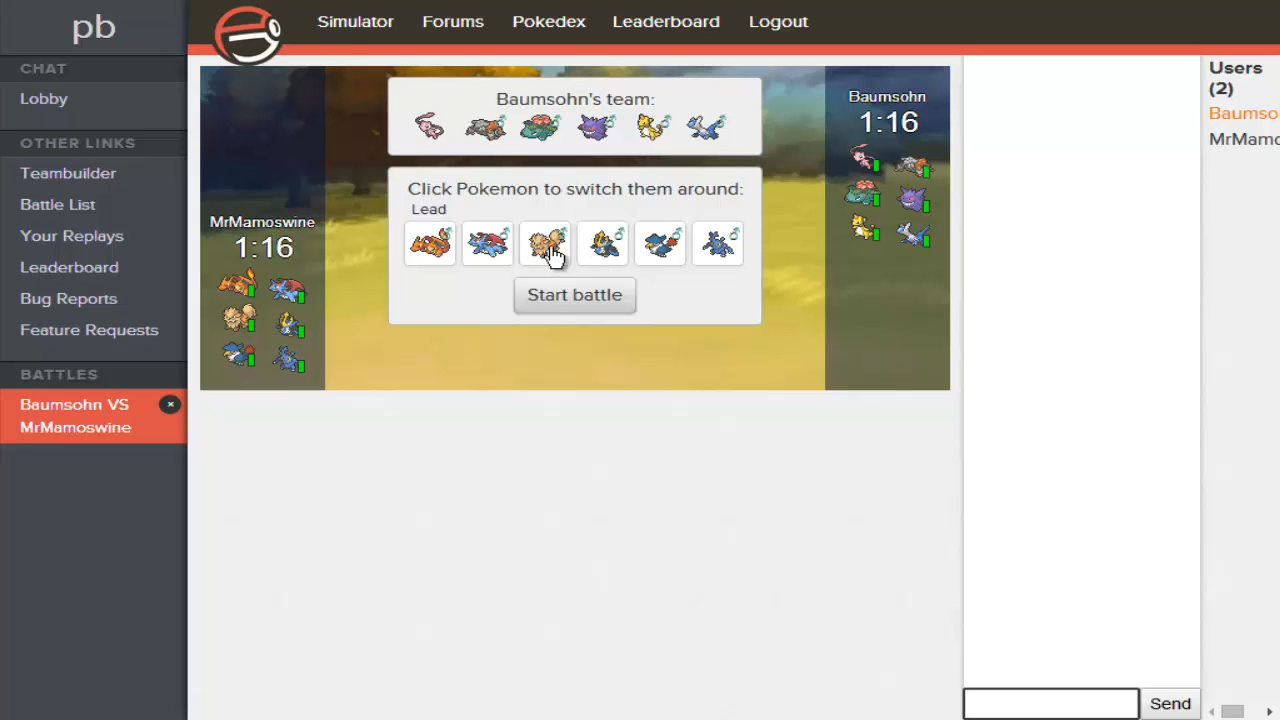 pb
Simulator Forums Pokedex Leaderboard Logout
CHAT
Lobby
OTHER LINKS
Teambuilder
Battle List
Your Replays
Leaderboard
Bug Reports
Feature Requests
BATTLES
Baumsohn VS
MrMamoswine
MrMamoswine
1:16
Baumsohn's team:
Click Pokemon to switch them around:
Lead
Start battle
Baumsohn
1:16
Users
(2)
Baumso
MrMamo
Send